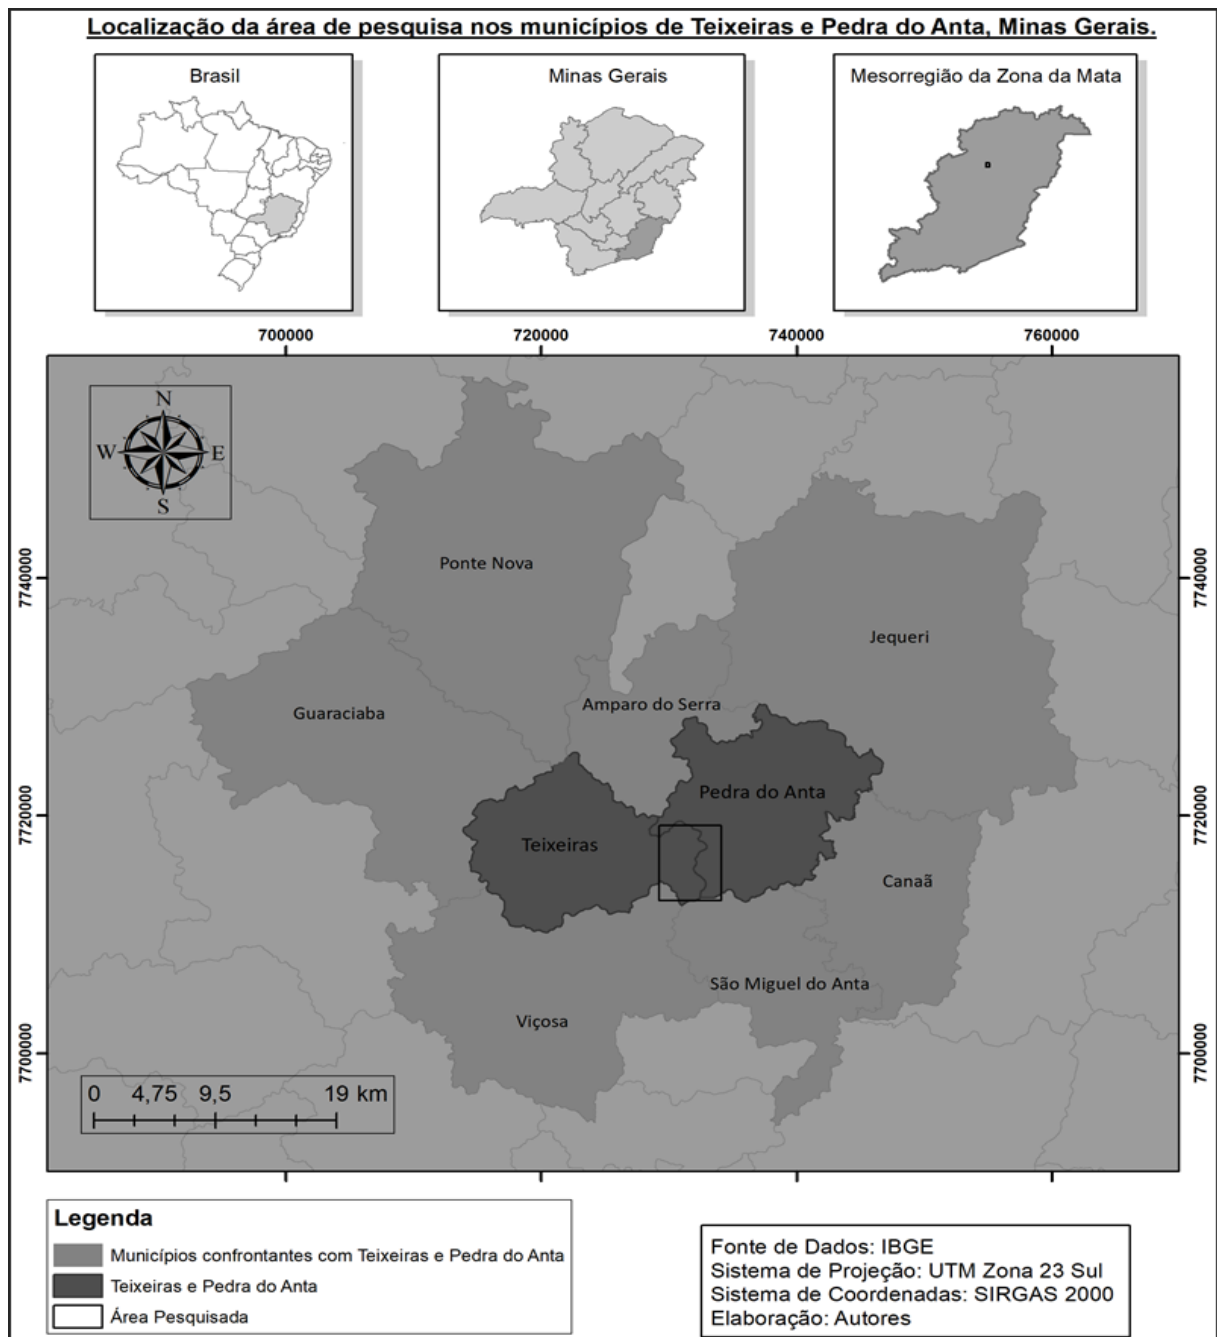 Localização da área de pesquisa nos municípios de Teixeiras e Pedra do Anta, Minas Gerais.
Brasil
Minas Gerais
Mesorregião da Zona da Mata
700000
720000
740000
760000
N
W
E
S
7740000
7740000
Ponte Nova
Jequeri
Amparo do Serra
Guaraciaba
Pedra do Anta
7720000
7720000
Teixeiras
Canaã
São Miguel do Anta
Viçosa
7700000
7700000
0 4,75 9,5 19 km
Legenda
Municípios confrontantes com Teixeiras e Pedra do Anta
Teixeiras e Pedra do Anta
Área Pesquisada
Fonte de Dados: IBGE
Sistema de Projeção: UTM Zona 23 Sul
Sistema de Coordenadas: SIRGAS 2000
Elaboração: Autores